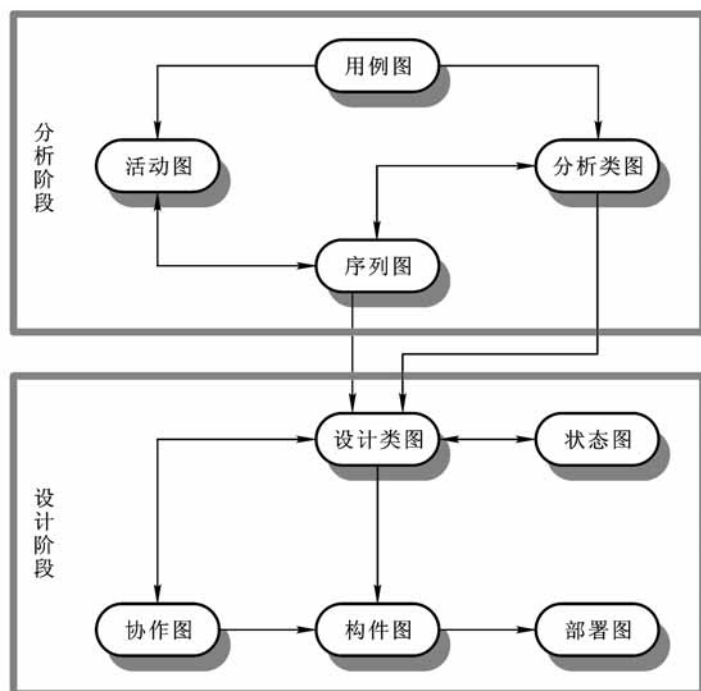 用例图
分析阶段
活动图
分析类图
序列图
设计类图
状态图
设计阶段
协作图
构件图
部署图